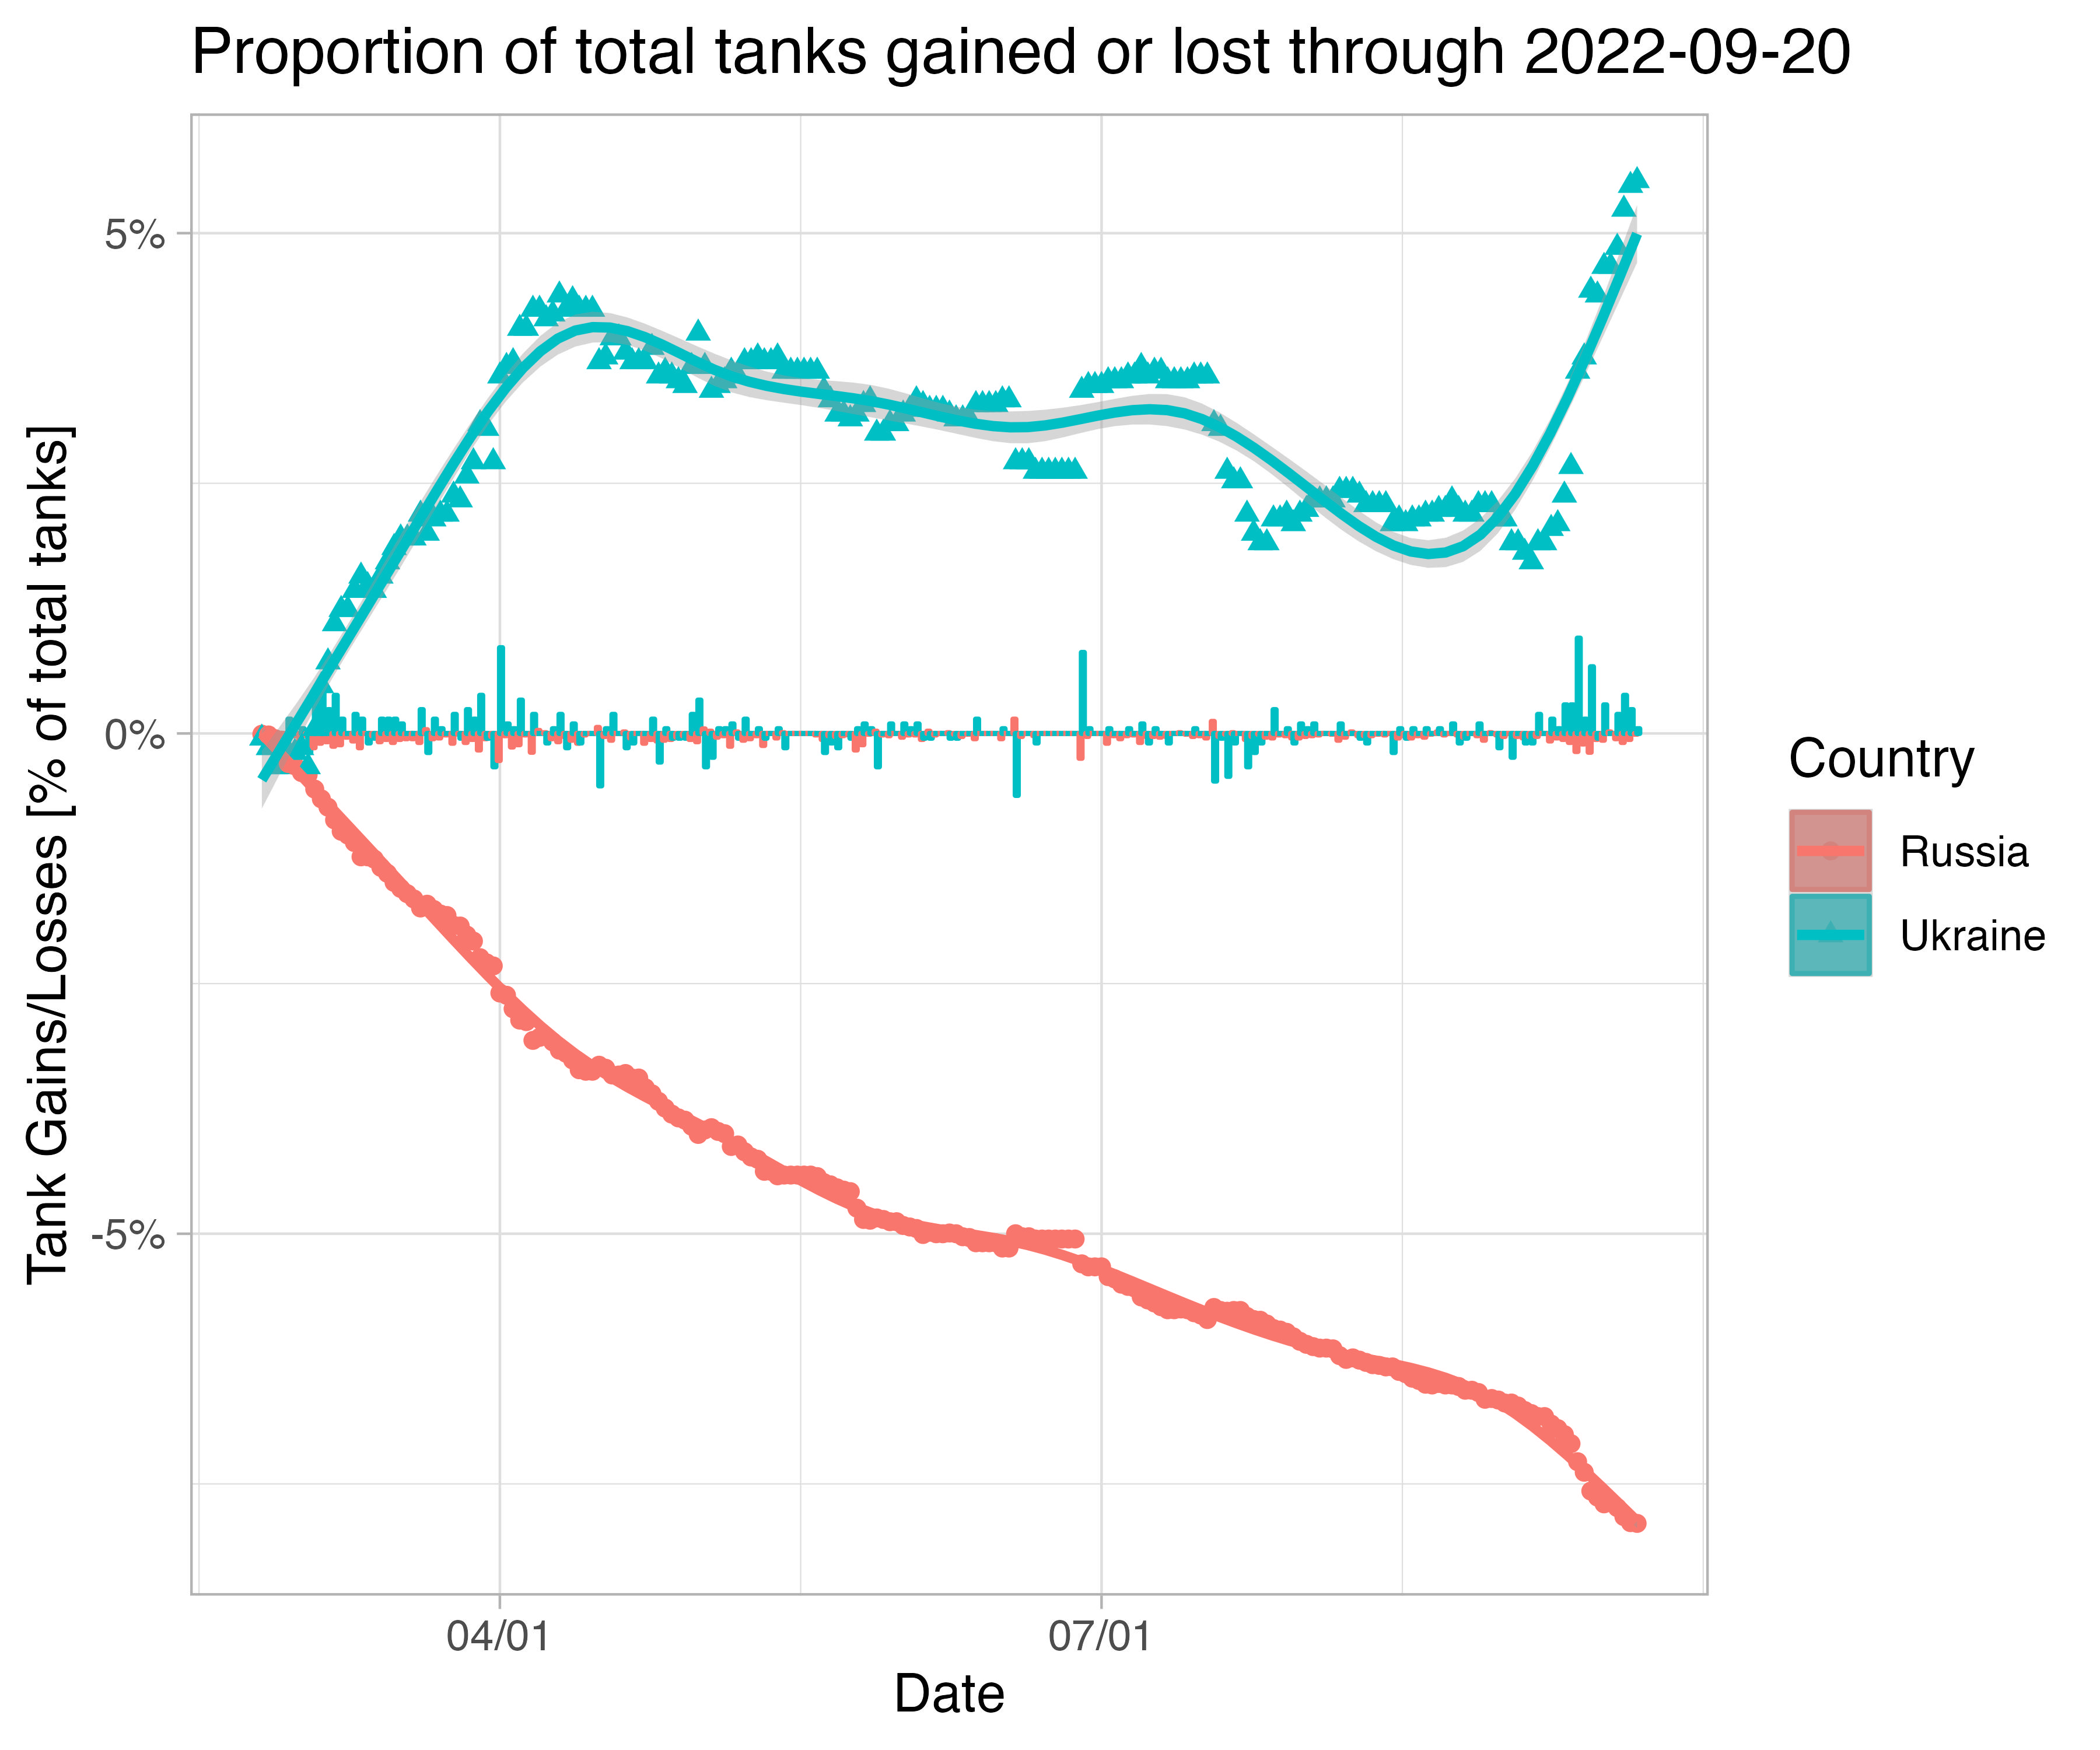 Proportion of total tanks gained or lost through 2022-09-20
Tank Gains/Losses [% of total tanks]
5%
0%
-5%
04/01
07/01
Date
Country
Russia
Ukraine